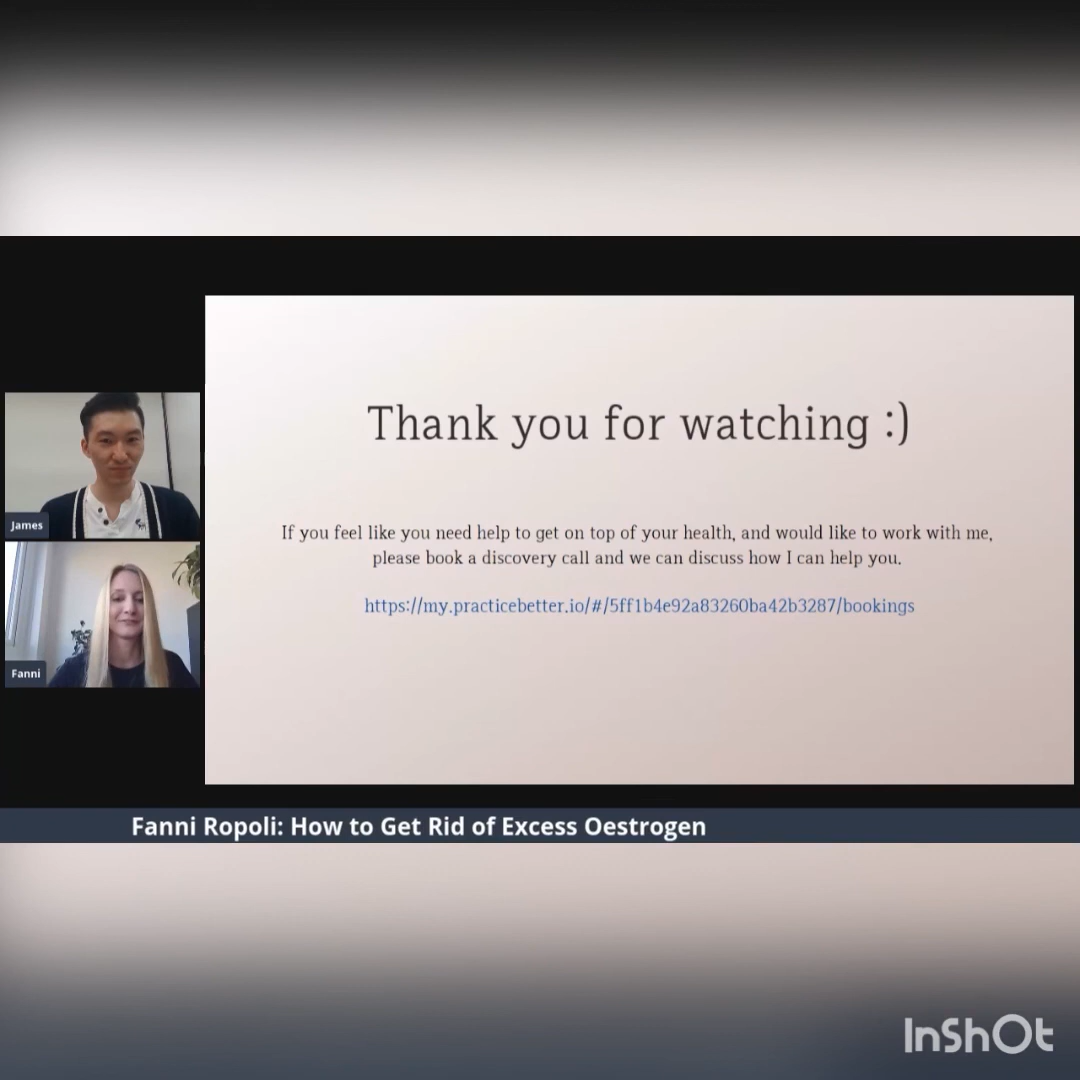 Thank you for watching :)
If you feel like you need help to get on top of your health, and would like to work with me,
please book a discovery call and we can discuss how I can help you.
https://my.practicebetter.io/#/5ff1b4e92a83260ba42b3287/bookings
James
Fanni
Fanni Ropoli: How to Get Rid of Excess Oestrogen
InShOt